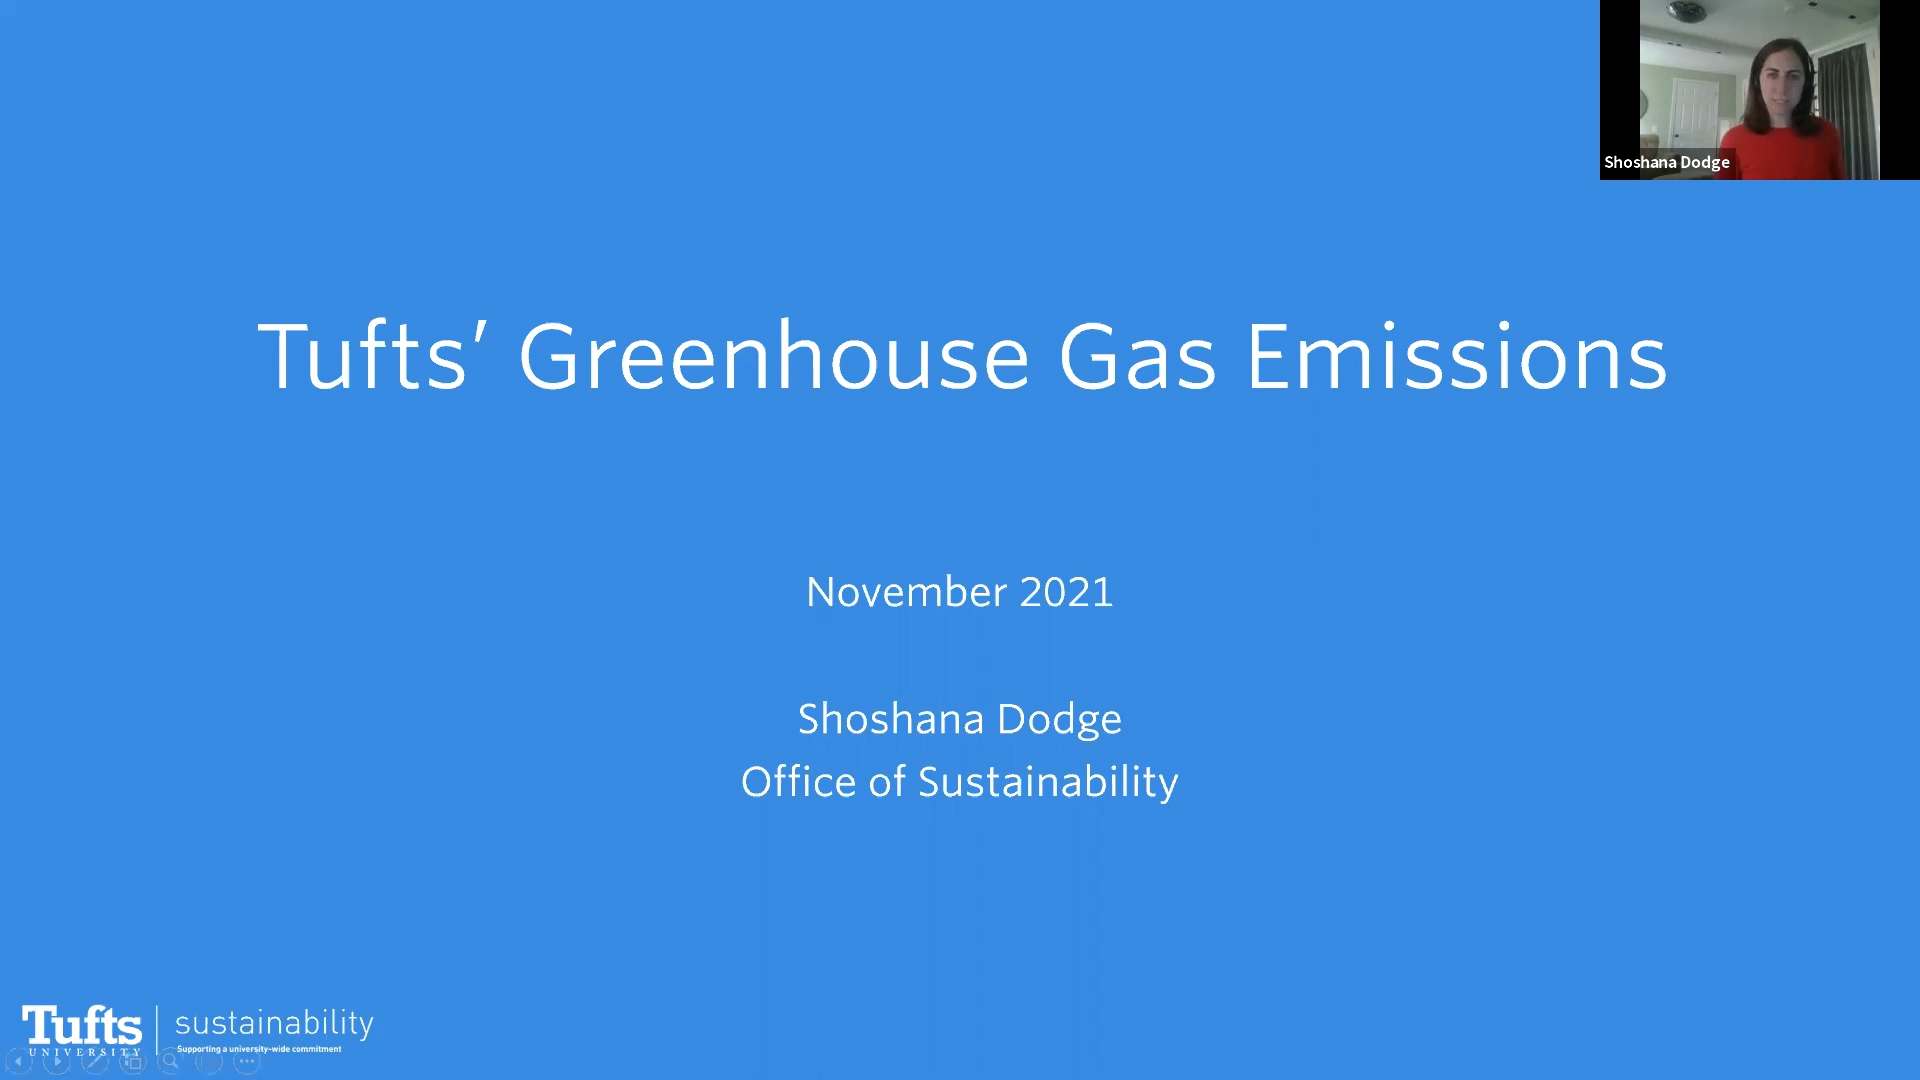 Shoshana Dodge
Tufts’ Greenhouse Gas Emissions
November 2021
Shoshana Dodge
Office of Sustainability
Tufts
UNIVERSITY
sustainability
Supporting a university-wide commitment